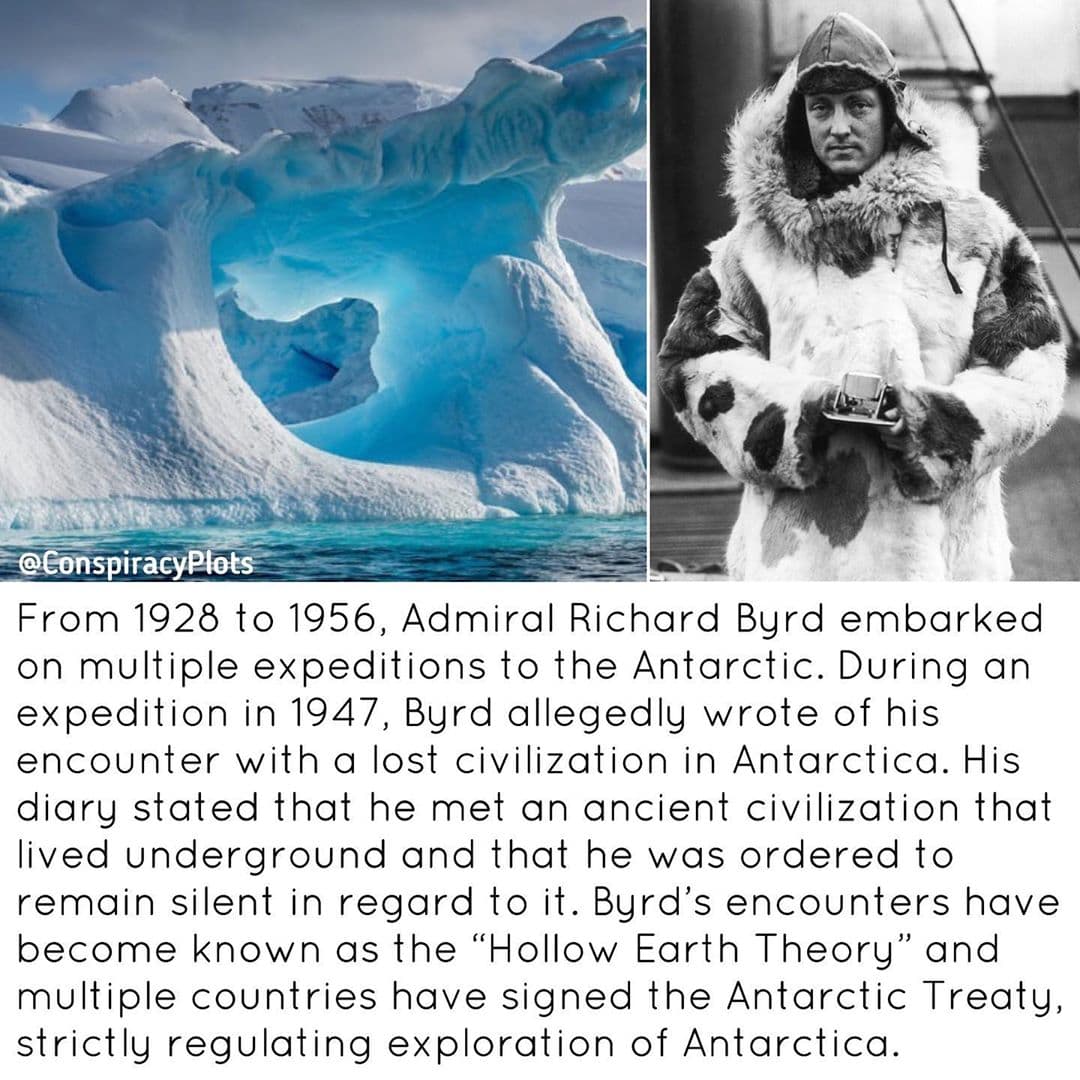 @ConspiracyPlots
From 1928 to 1956, Admiral Richard Byrd embarked
on multiple expeditions to the Antarctic. During an
expedition in 1947, Byrd allegedly wrote of his
encounter with a lost civilization in Antarctica. His
diary stated that he met an ancient civilization that
lived underground and that he was ordered to
remain silent in regard to it. Byrd’s encounters have
become known as the “Hollow Earth Theory” and
multiple countries have signed the Antarctic Treaty,
strictly regulating exploration of Antarctica.